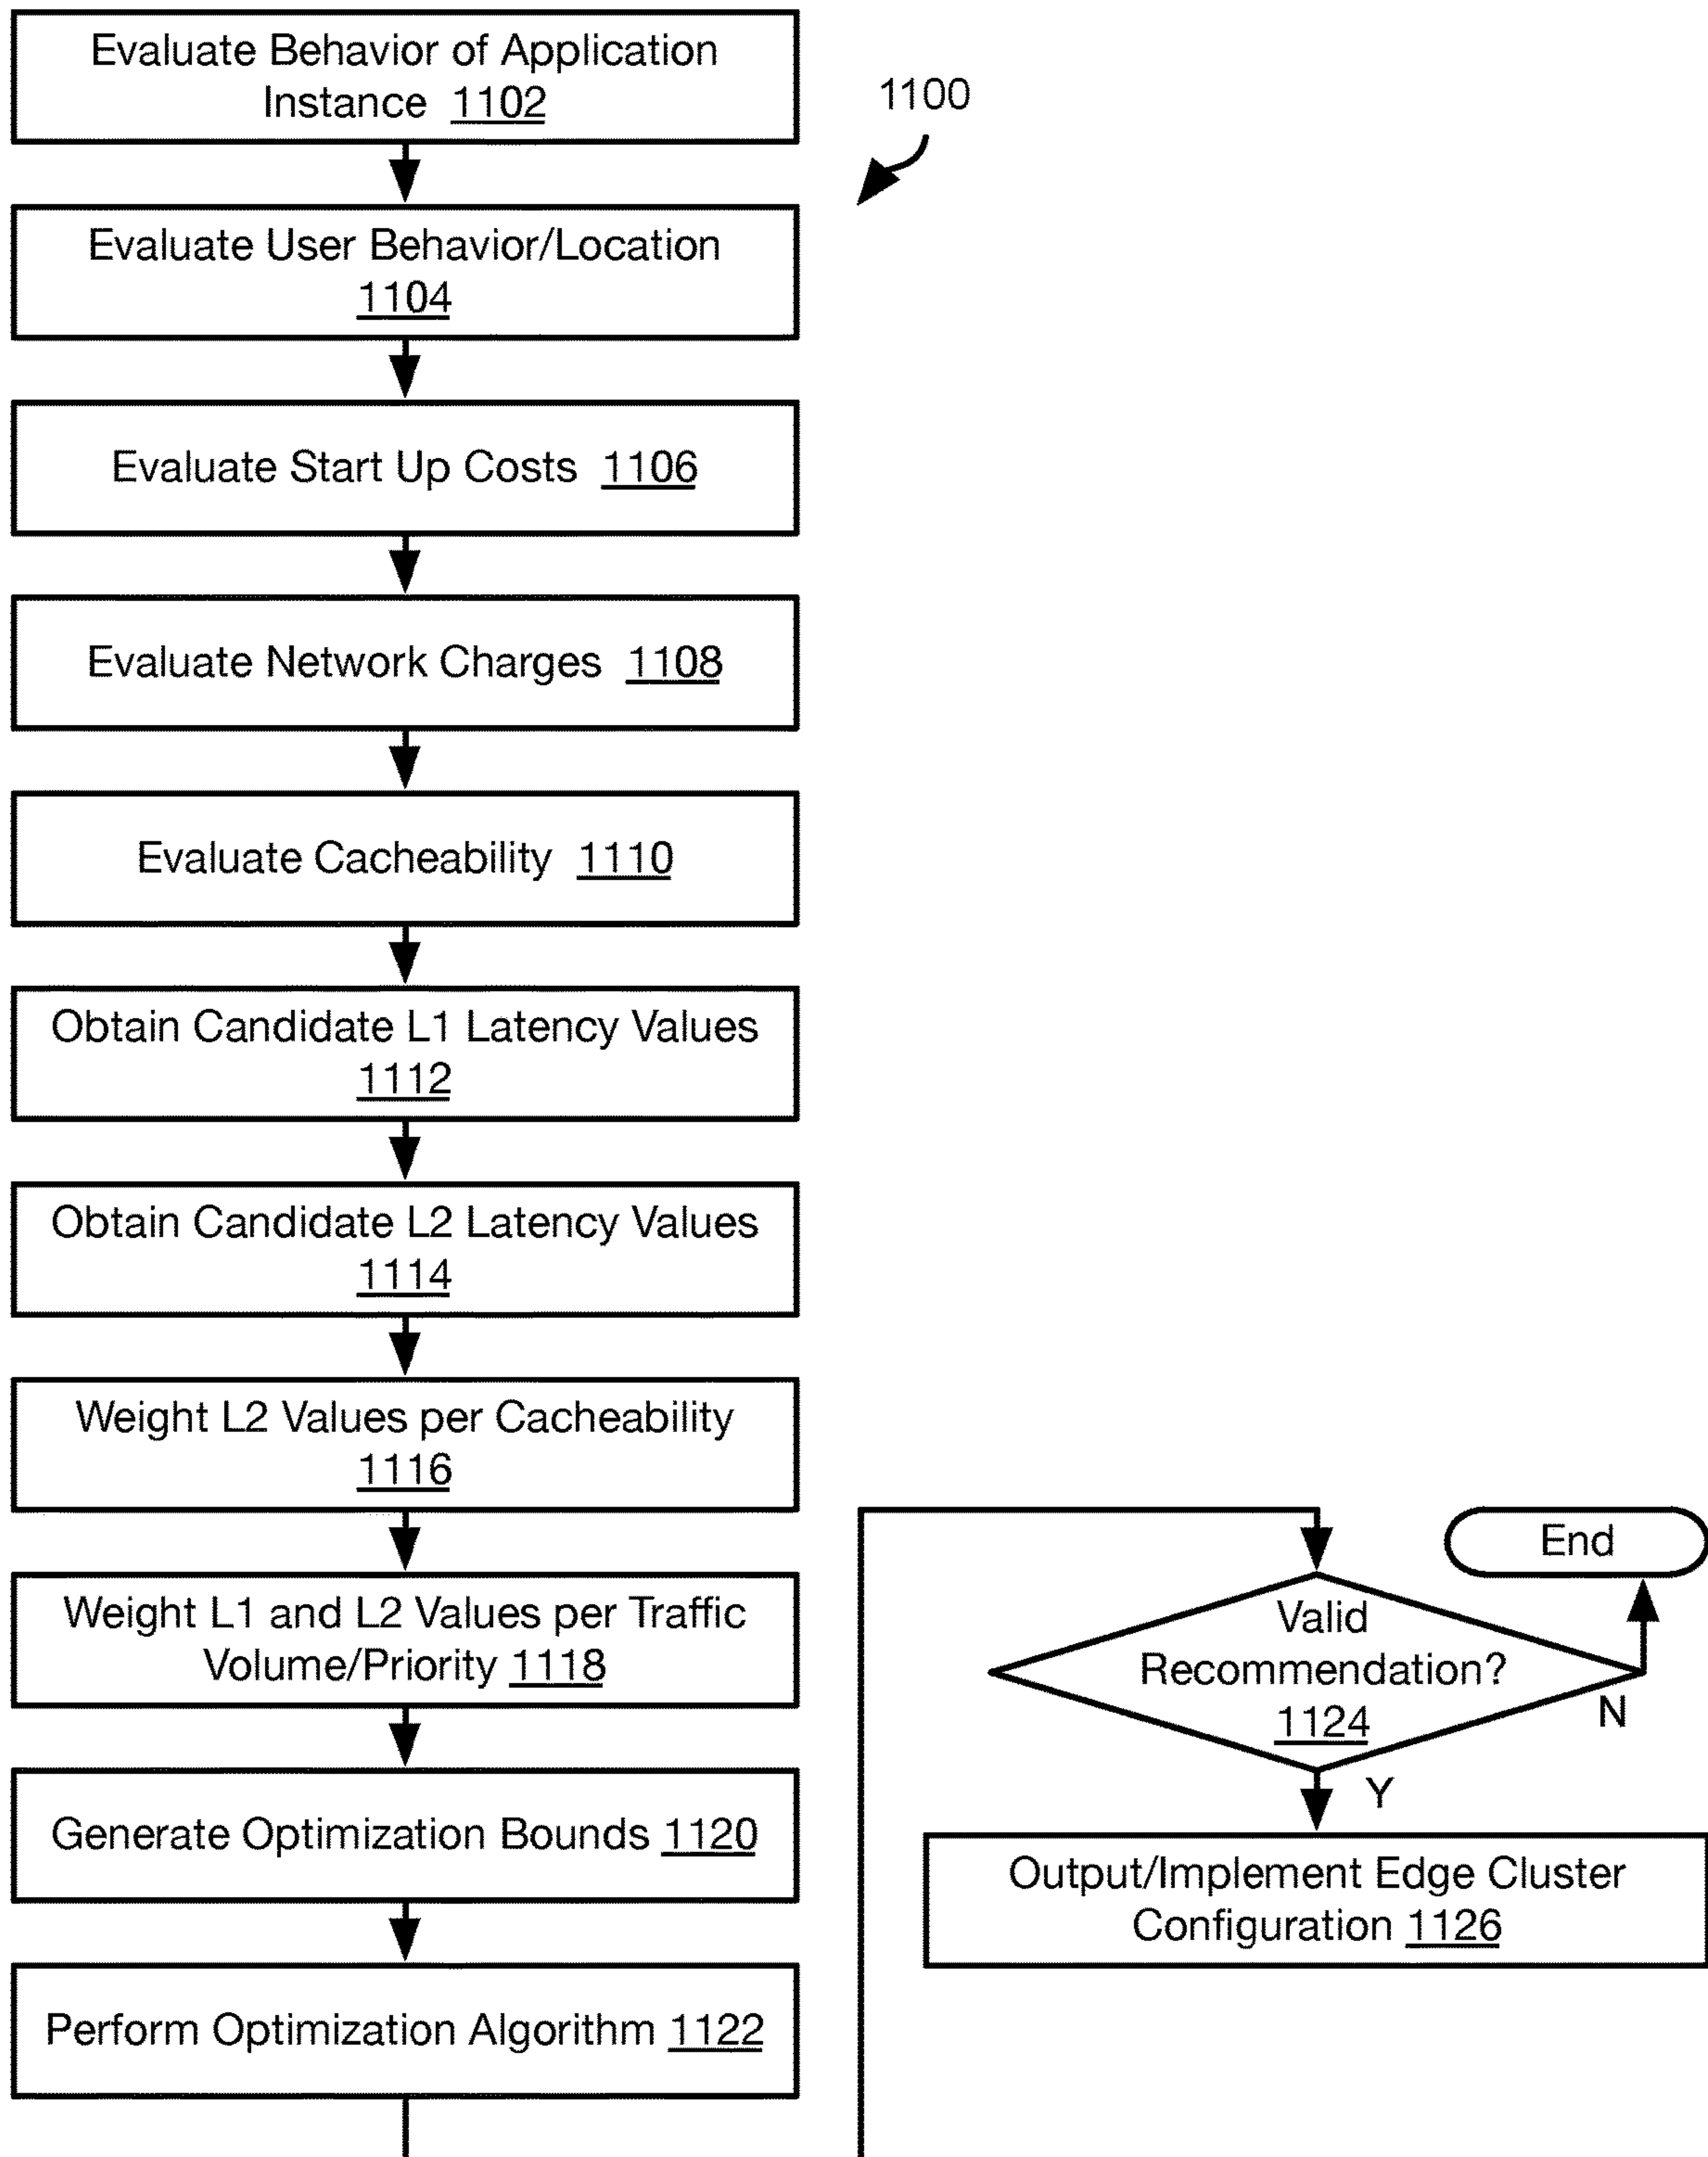 Evaluate Behavior of Application
Instance 1102
1100
Evaluate User Behavior/Location
1104
Evaluate Start Up Costs 1106
Evaluate Network Charges 1108
Evaluate Cacheability 1110
Obtain Candidate L1 Latency Values
1112
Obtain Candidate L2 Latency Values
1114
Weight L2 Values per Cacheability
1116
Weight L1 and L2 Values per Traffic
Volume/Priority 1118
Generate Optimization Bounds 1120
Perform Optimization Algorithm 1122
End
Valid
Recommendation?
1124
N
Y
Output/Implement Edge Cluster
Configuration 1126